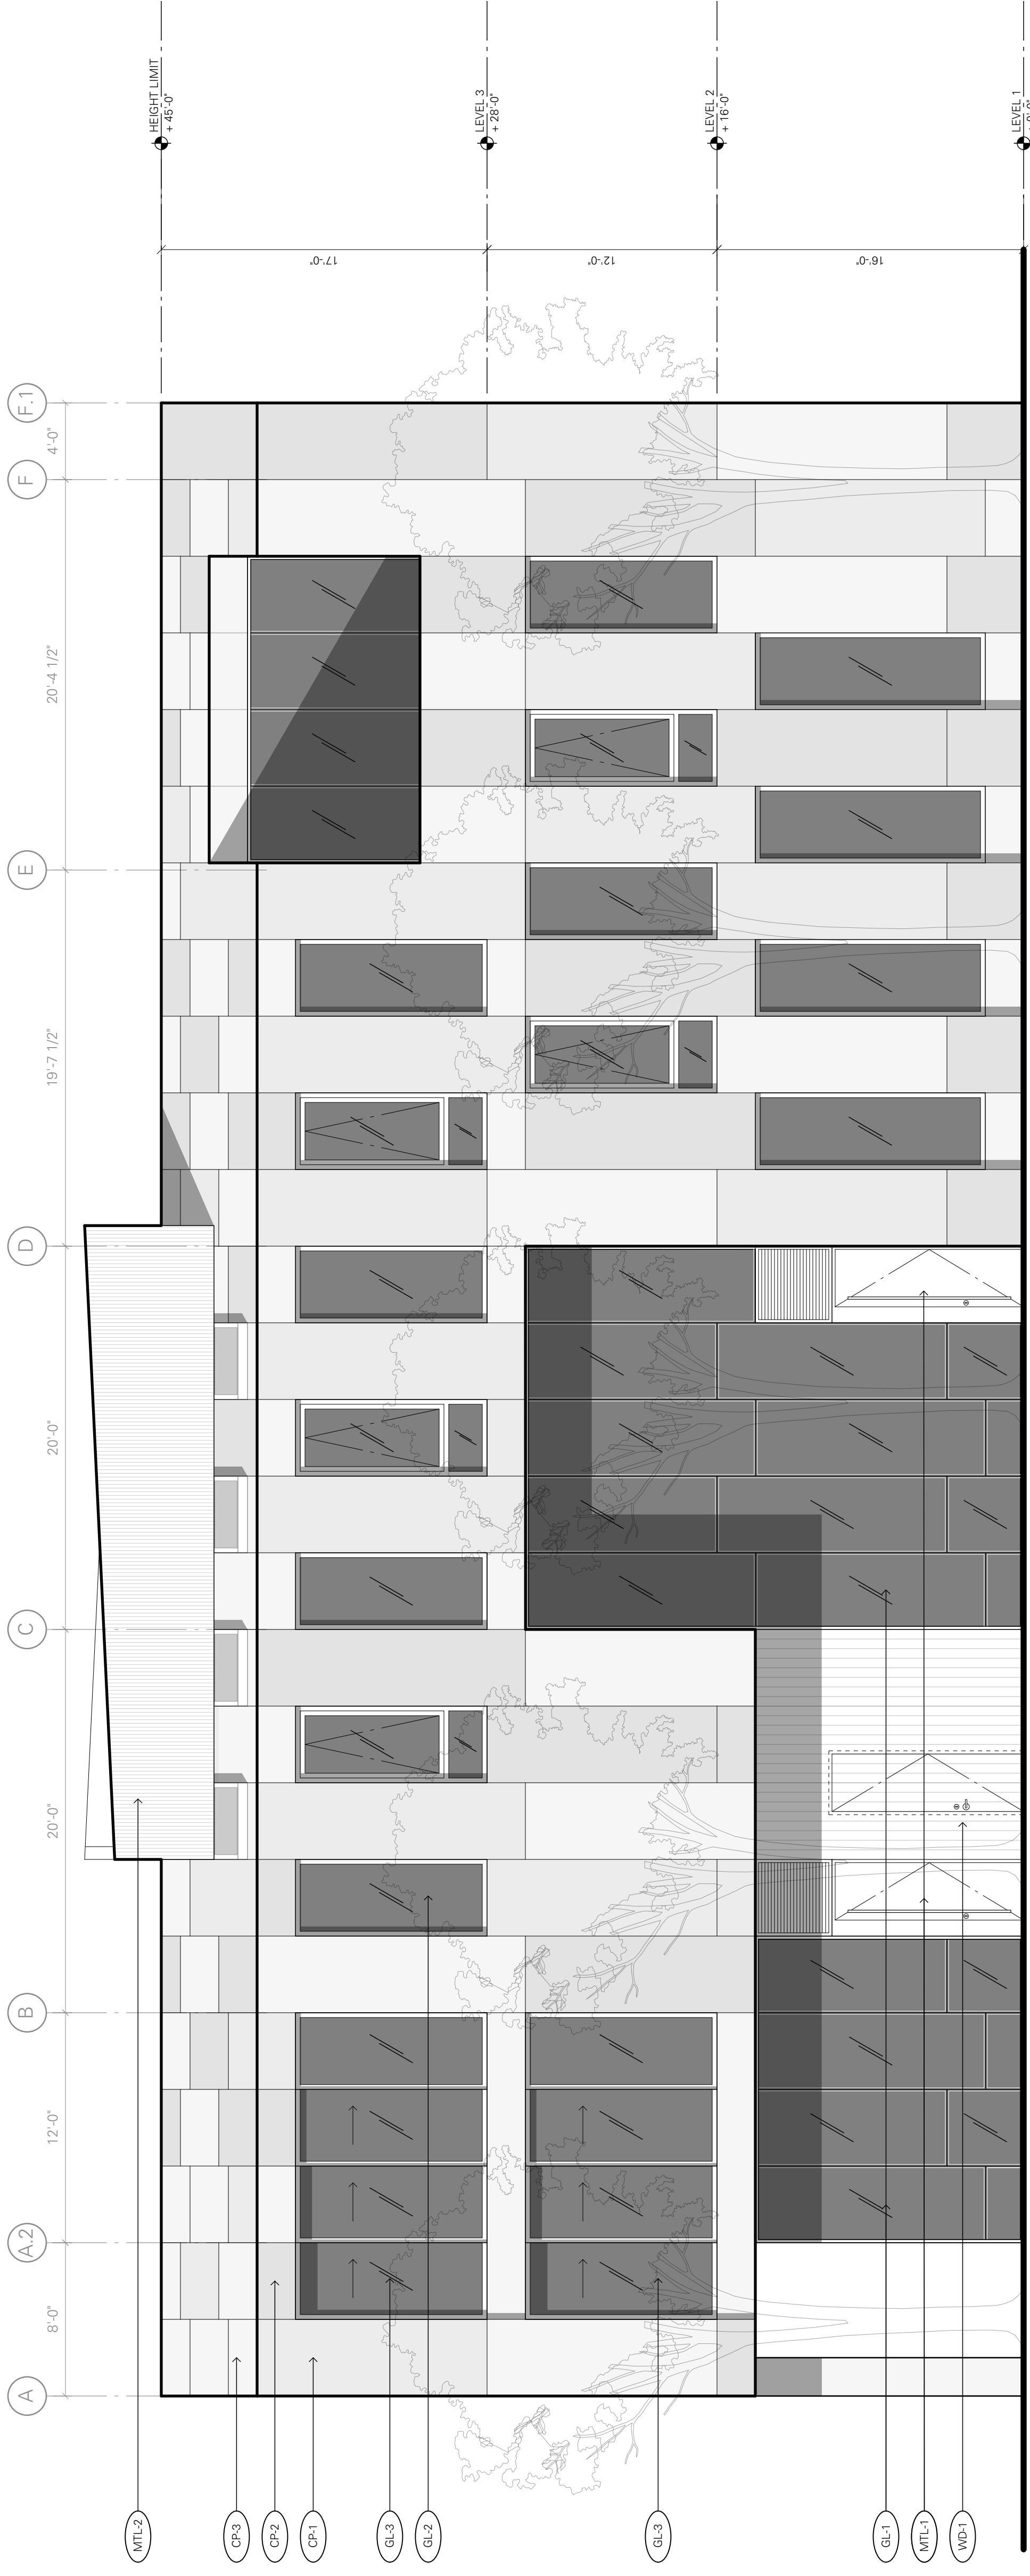 A
8'-0"
A.2
12'-0"
B
20'-0"
C
20'-0"
D
19'-7 1/2"
E
20'-4 1/2"
F
4'-0"
F.1
MTL-2
CP-3
CP-2
CP-1
GL-3
GL-2
GL-3
GL-1
MTL-1
WD-1
HEIGHT LIMIT
+ 45'-0"
17'-0"
LEVEL 3
+ 28'-0"
12'-0"
LEVEL 2
+ 16'-0"
16'-0"
LEVEL 1